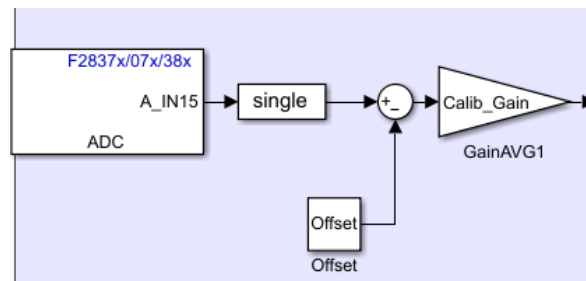 F2837x/07x/38x
A_IN15
ADC
single
+
-
Calib_Gain
GainAVG1
Offset
Offset